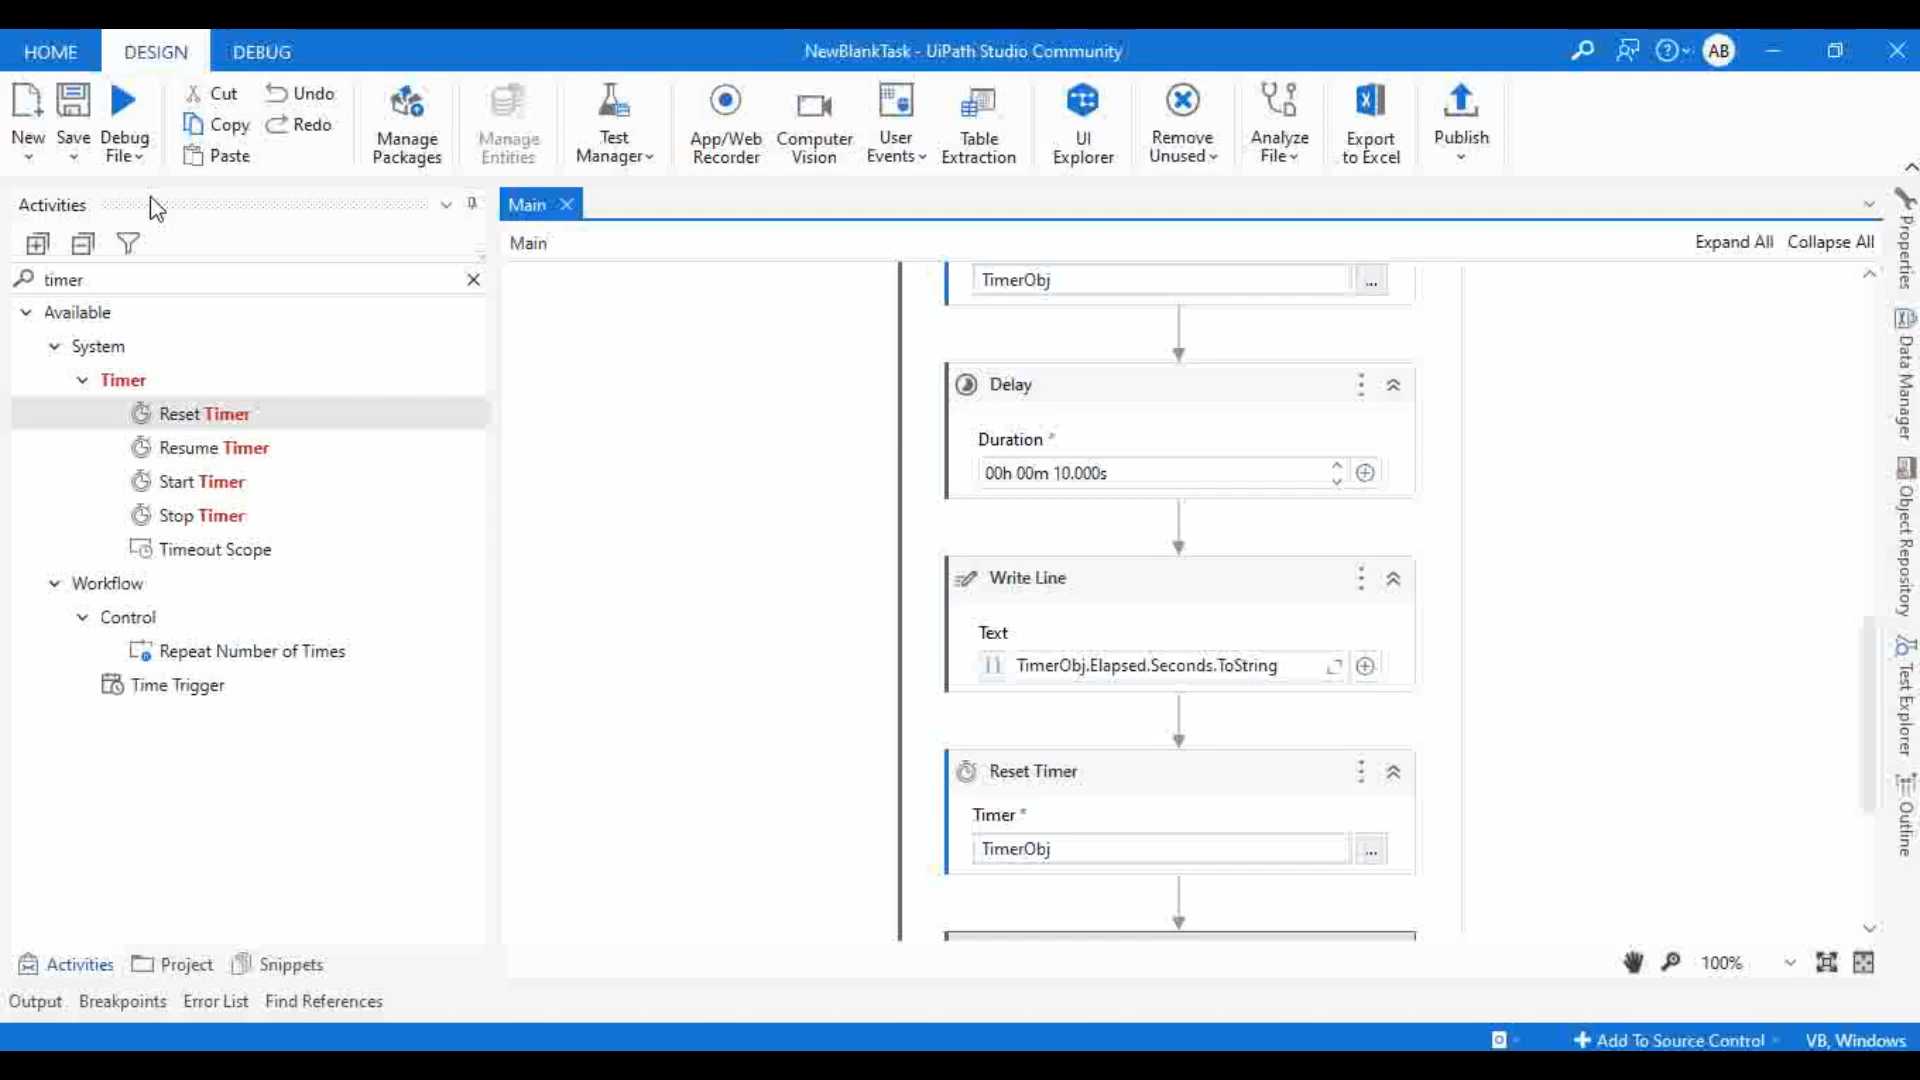 HOME DESIGN DEBUG NewBlankTask - UiPath Studio Community AB
New Save Debug File Cut Copy Paste Undo Redo
Manage Packages Manage Entities Test Manager App/Web Recorder Computer Vision User Events Table Extraction UI Explorer Remove Unused Analyze File Export to Excel Publish
Activities
timer
Available
System
Timer
Reset Timer
Resume Timer
Start Timer
Stop Timer
Timeout Scope
Workflow
Control
Repeat Number of Times
Time Trigger
Activities Project Snippets
Main
Main Expand All Collapse All
TimerObj ...
Delay
Duration *
00h 00m 10.000s
Write Line
Text
TimerObj.Elapsed.Seconds.ToString
Reset Timer
Timer *
TimerObj ...
100%
Properties
Data Manager
Object Repository
Test Explorer
Outline
Output Breakpoints Error List Find References
Add To Source Control VB, Windows